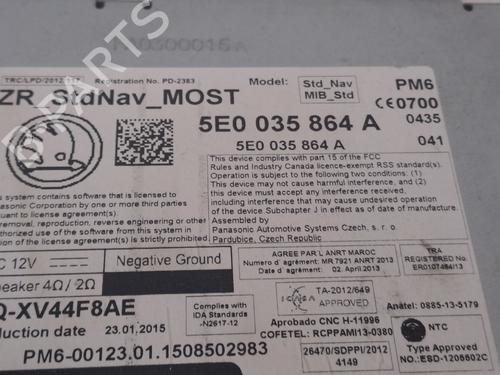 TRC/LPD/2012/117
Registration No. PD-2383
Model:
Std_Nav
MIB_Std
PM6
ZR_StdNav_MOST
CE0700
5E0 035 864 A
0435
5E0 035 864 A
041
This device complies with part 15 of the FCC
Rules and Industry Canada licence-exempt RSS standard(s).
Operation is subject to the following two conditions: (1)
This device may not cause harmful interference, and (2)
this device must accept any interference received,
including interference that may cause undesired operation
of the device Subchapter J in effect as of date of manufacture.
Assembled by
Panasonic Automotive Systems Czech, s. r. o.
Pardubice, Czech Republic
system contains software that is licensed to
Panasonic Corporation by one or more third parties
pursuant to license agreement(s).
removal, reproduction, reverse engineering or other
authorized use of the software from this system in
violation of license agreement(s) is strictly prohibited.
C 12V
Negative Ground
Speaker 4Ω / 2Ω
AGREE PAR L ANRT MAROC
Numero d agrément: MR 7921 ANRT 2013
Date d agrément: 02. April.2013
TRA
REGISTERED No:
ER0107484/13
Q-XV44F8AE
Complies with
IDA Standards
N2617-12
ICASA
TA-2012/649
APPROVED
Anatel: 0885-13-5179
Production date
23.01.2015
Aprobado CNC H-11996
COFETEL: RCPPAMI13-0380
NTC
Type Approved
No.:ESD-1206602C
PM6-00123.01.1508502983
26470/SDPPI/2012
4149